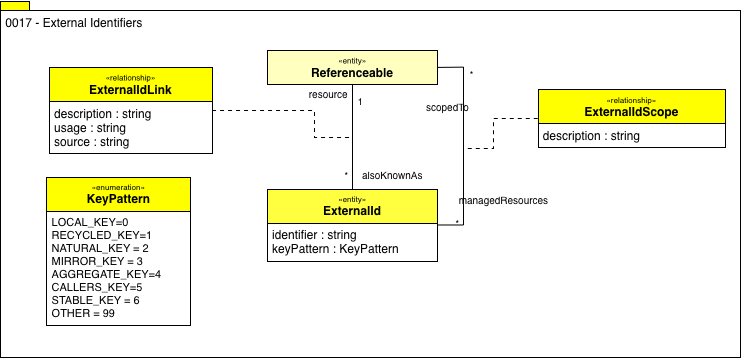 0017 - External Identifiers
«relationship»
ExternalIdLink
description : string
usage : string
source : string
«entity»
Referenceable
resource
1
*
scopedTo
«relationship»
ExternalIdScope
description : string
*
alsoKnownAs
«entity»
ExternalId
identifier : string
keyPattern : KeyPattern
managedResources
*
«enumeration»
KeyPattern
LOCAL_KEY=0
RECYCLED_KEY=1
NATURAL_KEY = 2
MIRROR_KEY = 3
AGGREGATE_KEY=4
CALLERS_KEY=5
STABLE_KEY = 6
OTHER = 99